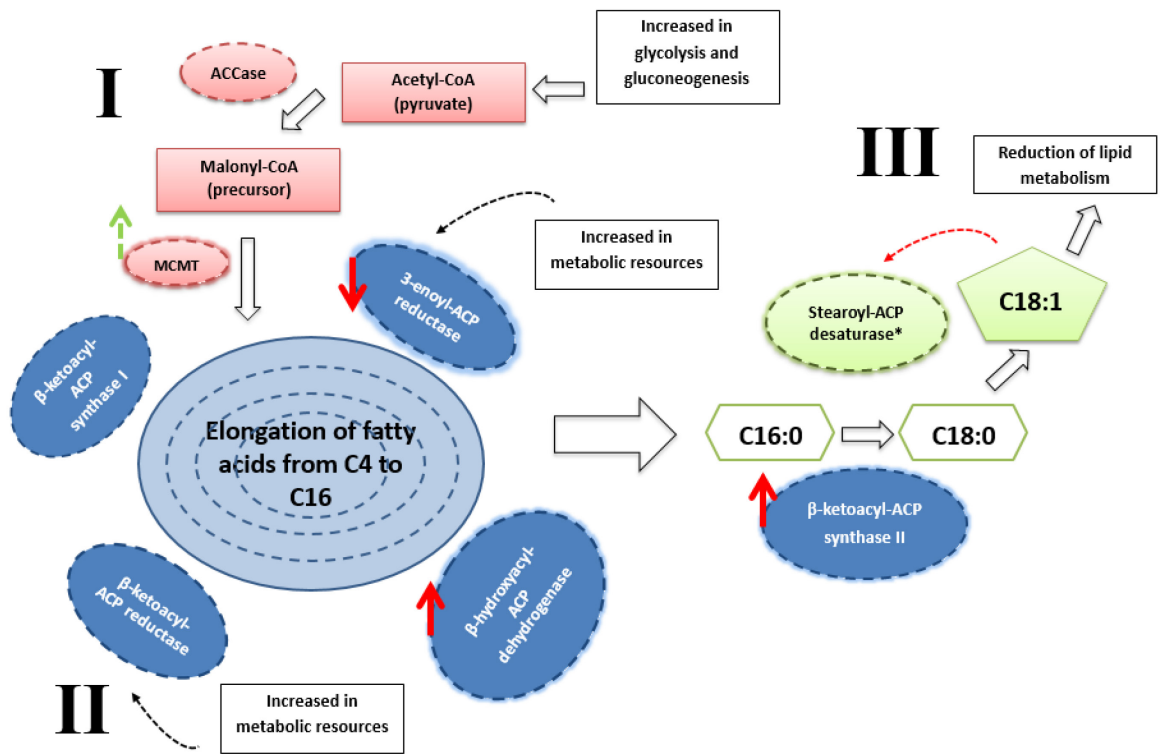 I
ACCase
Acetyl-CoA
(pyruvate)
Increased in
glycolysis and
gluconeogenesis
Malonyl-CoA
(precursor)
MCMT
III
Reduction of lipid
metabolism
Increased in
metabolic resources
3-enoyl-ACP
reductase
Stearoyl-ACP
desaturase*
C18:1
β-ketoacyl-
ACP
synthase I
Elongation of fatty
acids from C4 to
C16
C16:0
C18:0
β-ketoacyl-ACP
synthase II
β-ketoacyl-
ACP reductase
β-hydroxyacyl-
ACP
dehydrogenase
II
Increased in
metabolic resources